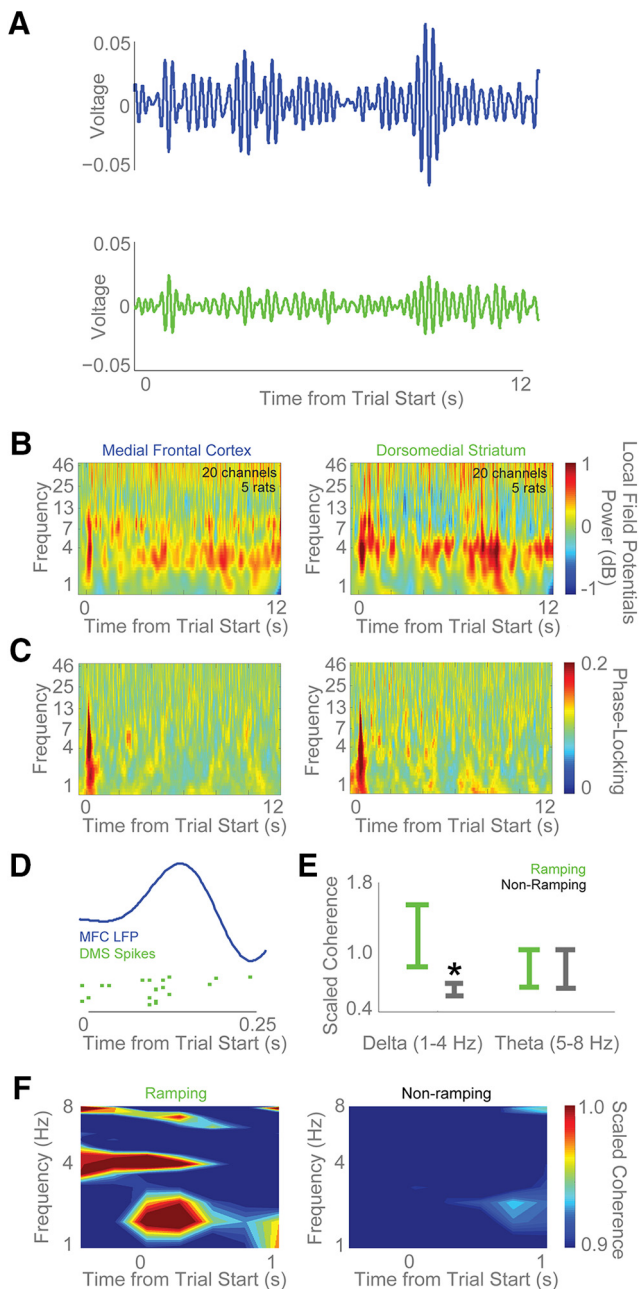 A
0.05
0
−0.05
Voltage
0.05
0
−0.05
Voltage
0
12
Time from Trial Start (s)
B
Medial Frontal Cortex
20 channels
5 rats
46
25
13
7
4
1
Frequency
0
12
Time from Trial Start (s)
Dorsomedial Striatum
20 channels
5 rats
46
25
13
7
4
1
Frequency
0
12
Time from Trial Start (s)
1
0
-1
Local Field Potentials
Power (dB)
C
46
25
13
7
4
1
Frequency
0
12
Time from Trial Start (s)
46
25
13
7
4
1
Frequency
0
12
Time from Trial Start (s)
0.2
0
Phase-Locking
D
MFC LFP
DMS Spikes
0
0.25
Time from Trial Start (s)
E
1.8
1.0
0.4
Scaled Coherence
Ramping
Non-Ramping
*
Delta (1-4 Hz)
Theta (5-8 Hz)
F
Ramping
8
4
1
Frequency (Hz)
0
1
Time from Trial Start (s)
Non-ramping
8
4
1
Frequency (Hz)
0
1
Time from Trial Start (s)
1.0
0.9
Scaled Coherence